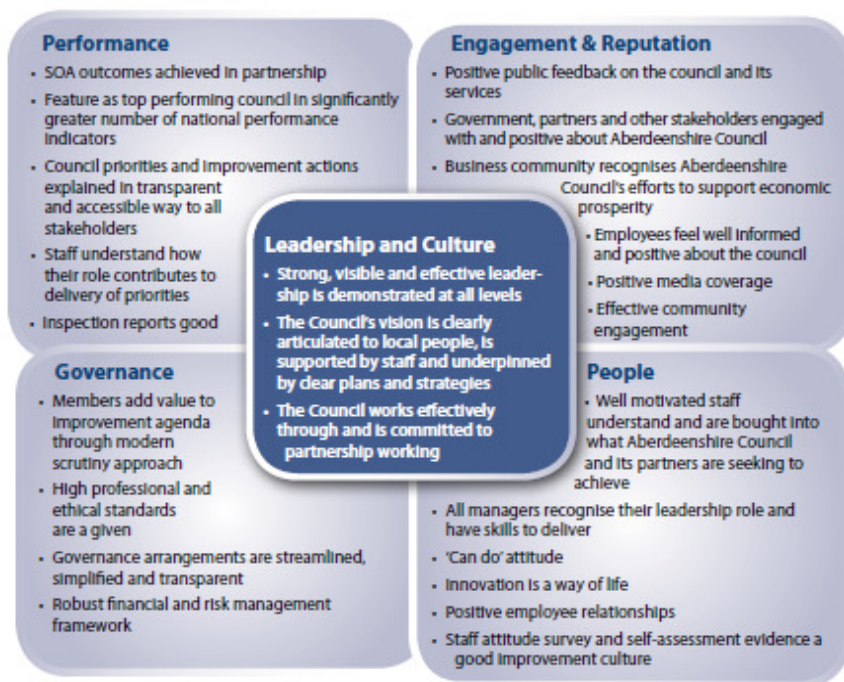 Performance
• SOA outcomes achieved in partnership
• Feature as top performing council in significantly
greater number of national performance
indicators
• Council priorities and improvement actions
explained in transparent
and accessible way to all
stakeholders
• Staff understand how
their role contributes to
delivery of priorities
• Inspection reports good
Engagement & Reputation
• Positive public feedback on the council and its
services
• Government, partners and other stakeholders engaged
with and positive about Aberdeenshire Council
• Business community recognises Aberdeenshire
Council's efforts to support economic
prosperity
• Employees feel well informed
and positive about the council
• Positive media coverage
• Effective community
engagement
Leadership and Culture
• Strong, visible and effective leader-
ship is demonstrated at all levels
• The Council's vision is clearly
articulated to local people, is
supported by staff and underpinned
by clear plans and strategies
• The Council works effectively
through and is committed to
partnership working
Governance
• Members add value to
improvement agenda
through modern
scrutiny approach
• High professional and
ethical standards
are a given
• Governance arrangements are streamlined,
simplified and transparent
• Robust financial and risk management
framework
People
• Well motivated staff
understand and are bought into
what Aberdeenshire Council
and its partners are seeking to
achieve
• All managers recognise their leadership role and
have skills to deliver
• 'Can do' attitude
• Innovation is a way of life
• Positive employee relationships
• Staff attitude survey and self-assessment evidence a
good improvement culture